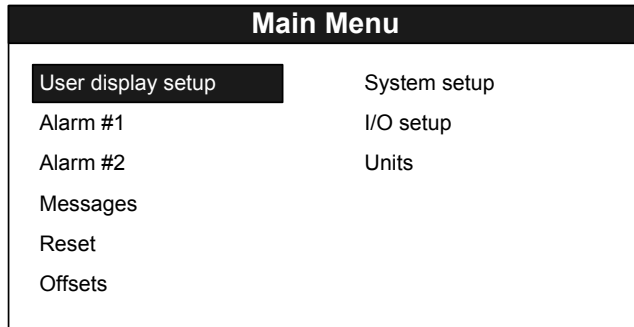 Main Menu
User display setup
Alarm #1
Alarm #2
Messages
Reset
Offsets
System setup
I/O setup
Units